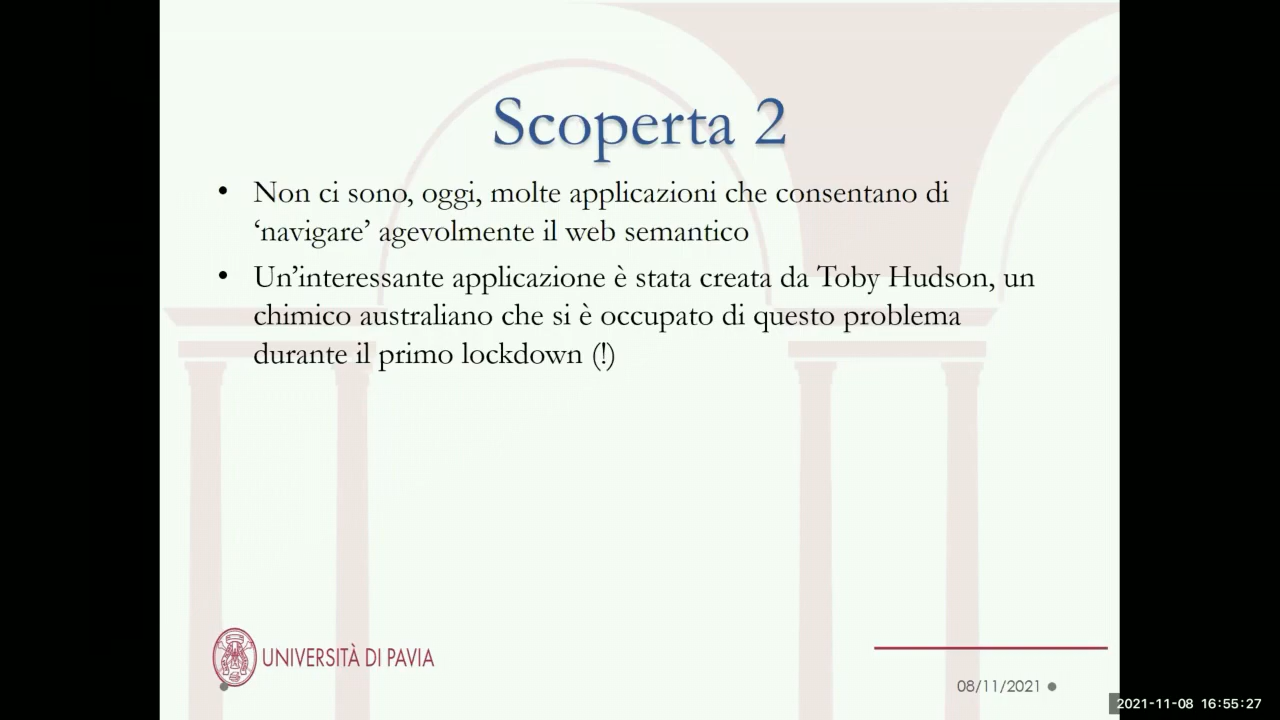 Scoperta 2
• Non ci sono, oggi, molte applicazioni che consentano di
‘navigare’ agevolmente il web semantico
• Un’interessante applicazione è stata creata da Toby Hudson, un
chimico australiano che si è occupato di questo problema
durante il primo lockdown (!)
UNIVERSITÀ DI PAVIA
08/11/2021
2021-11-08 16:55:27